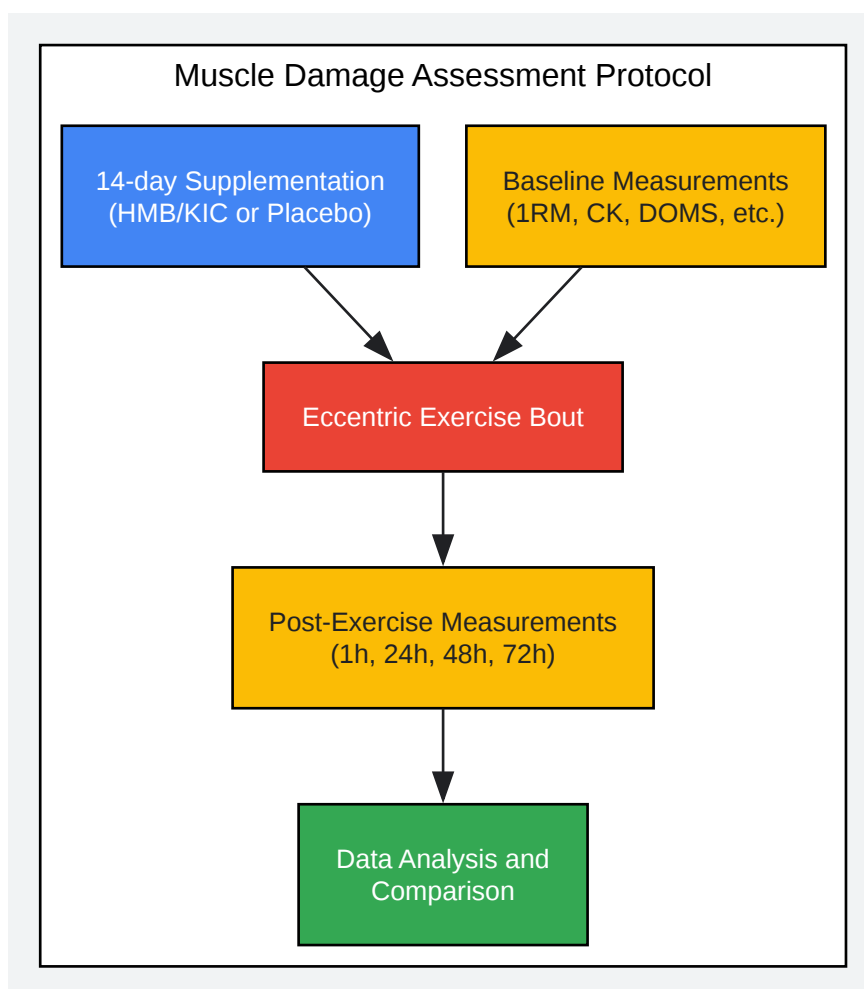 Muscle Damage Assessment Protocol
14-day Supplementation
(HMB/KIC or Placebo)
Baseline Measurements
(1RM, CK, DOMS, etc.)
Eccentric Exercise Bout
Post-Exercise Measurements
(1h, 24h, 48h, 72h)
Data Analysis and
Comparison